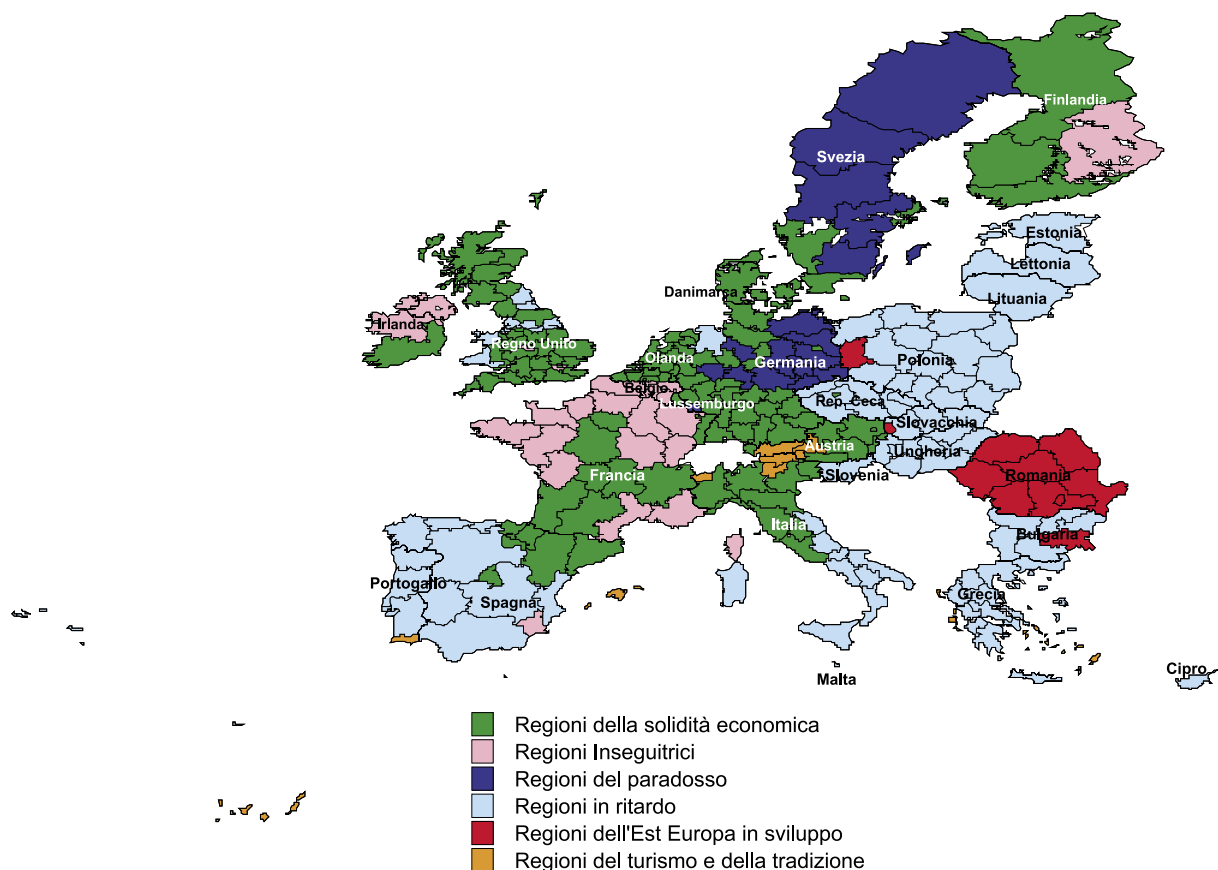 Finlandia
Svezia
Estonia
Lettonia
Danimarca
Lituania
Irlanda
Regno Unito
Olanda
Germania
Polonia
Belgio
Lussemburgo
Rep. Ceca
Slovacchia
Austria
Ungheria
Francia
Slovenia
Romania
Italia
Bulgaria
Portogallo
Spagna
Grecia
Malta
Cipro
Regioni della solidità economica
Regioni Inseguitrici
Regioni del paradosso
Regioni in ritardo
Regioni dell'Est Europa in sviluppo
Regioni del turismo e della tradizione